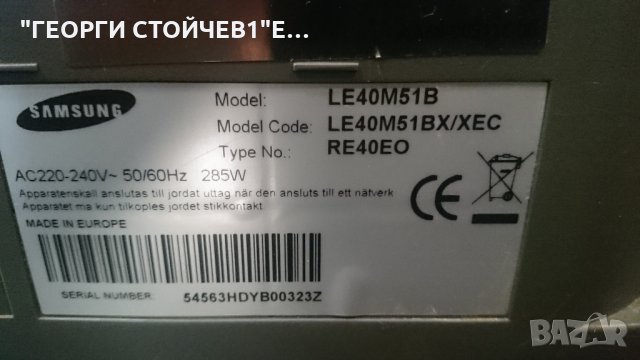 "ГЕОРГИ СТОЙЧЕВ1"Е...
SAMSUNG
Model: LE40M51B
Model Code: LE40M51BX/XEC
Type No.: RE40EO
AC220-240V~ 50/60Hz 285W
Apparatenskall anslutas till jordat uttag når den ansluts till ett nätverk
Apparatet ma kun tilkoples jordet stikkontakt.
MADE IN EUROPE
SERIAL NUMBER: 54563HDYB00323Z
BAZAR